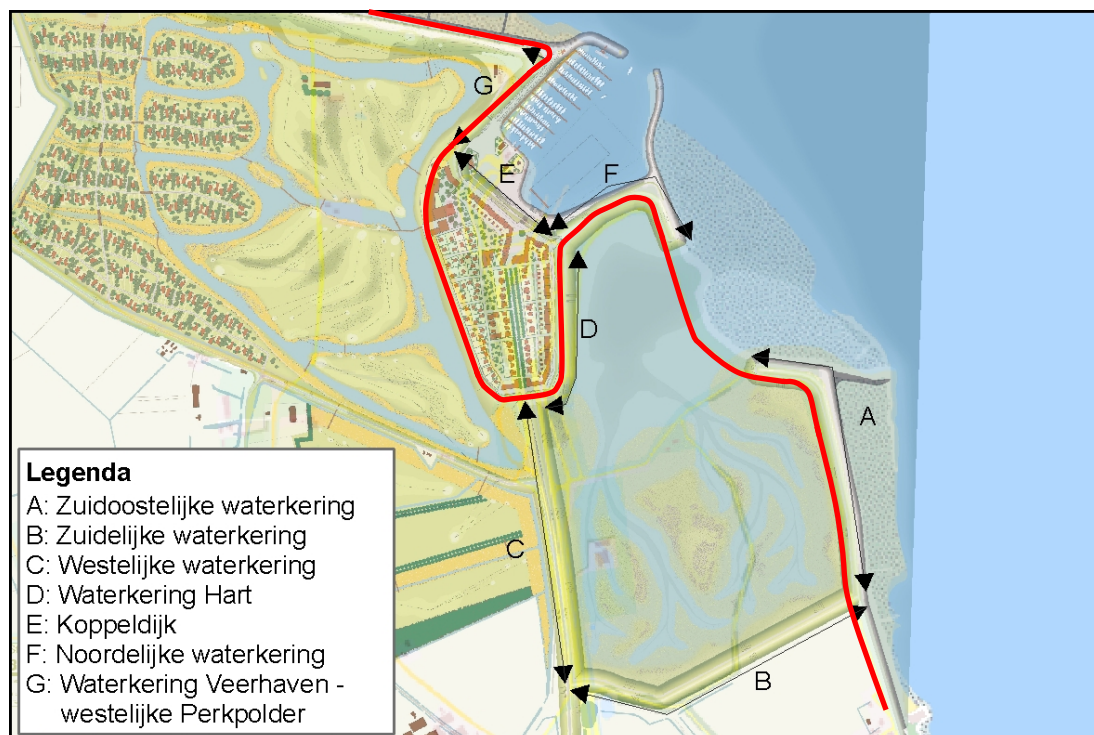 G
E
F
D
A
C
B
Legenda
A: Zuidoostelijke waterkering
B: Zuidelijke waterkering
C: Westelijke waterkering
D: Waterkering Hart
E: Koppeldijk
F: Noordelijke waterkering
G: Waterkering Veerhaven -
westelijke Perkpolder